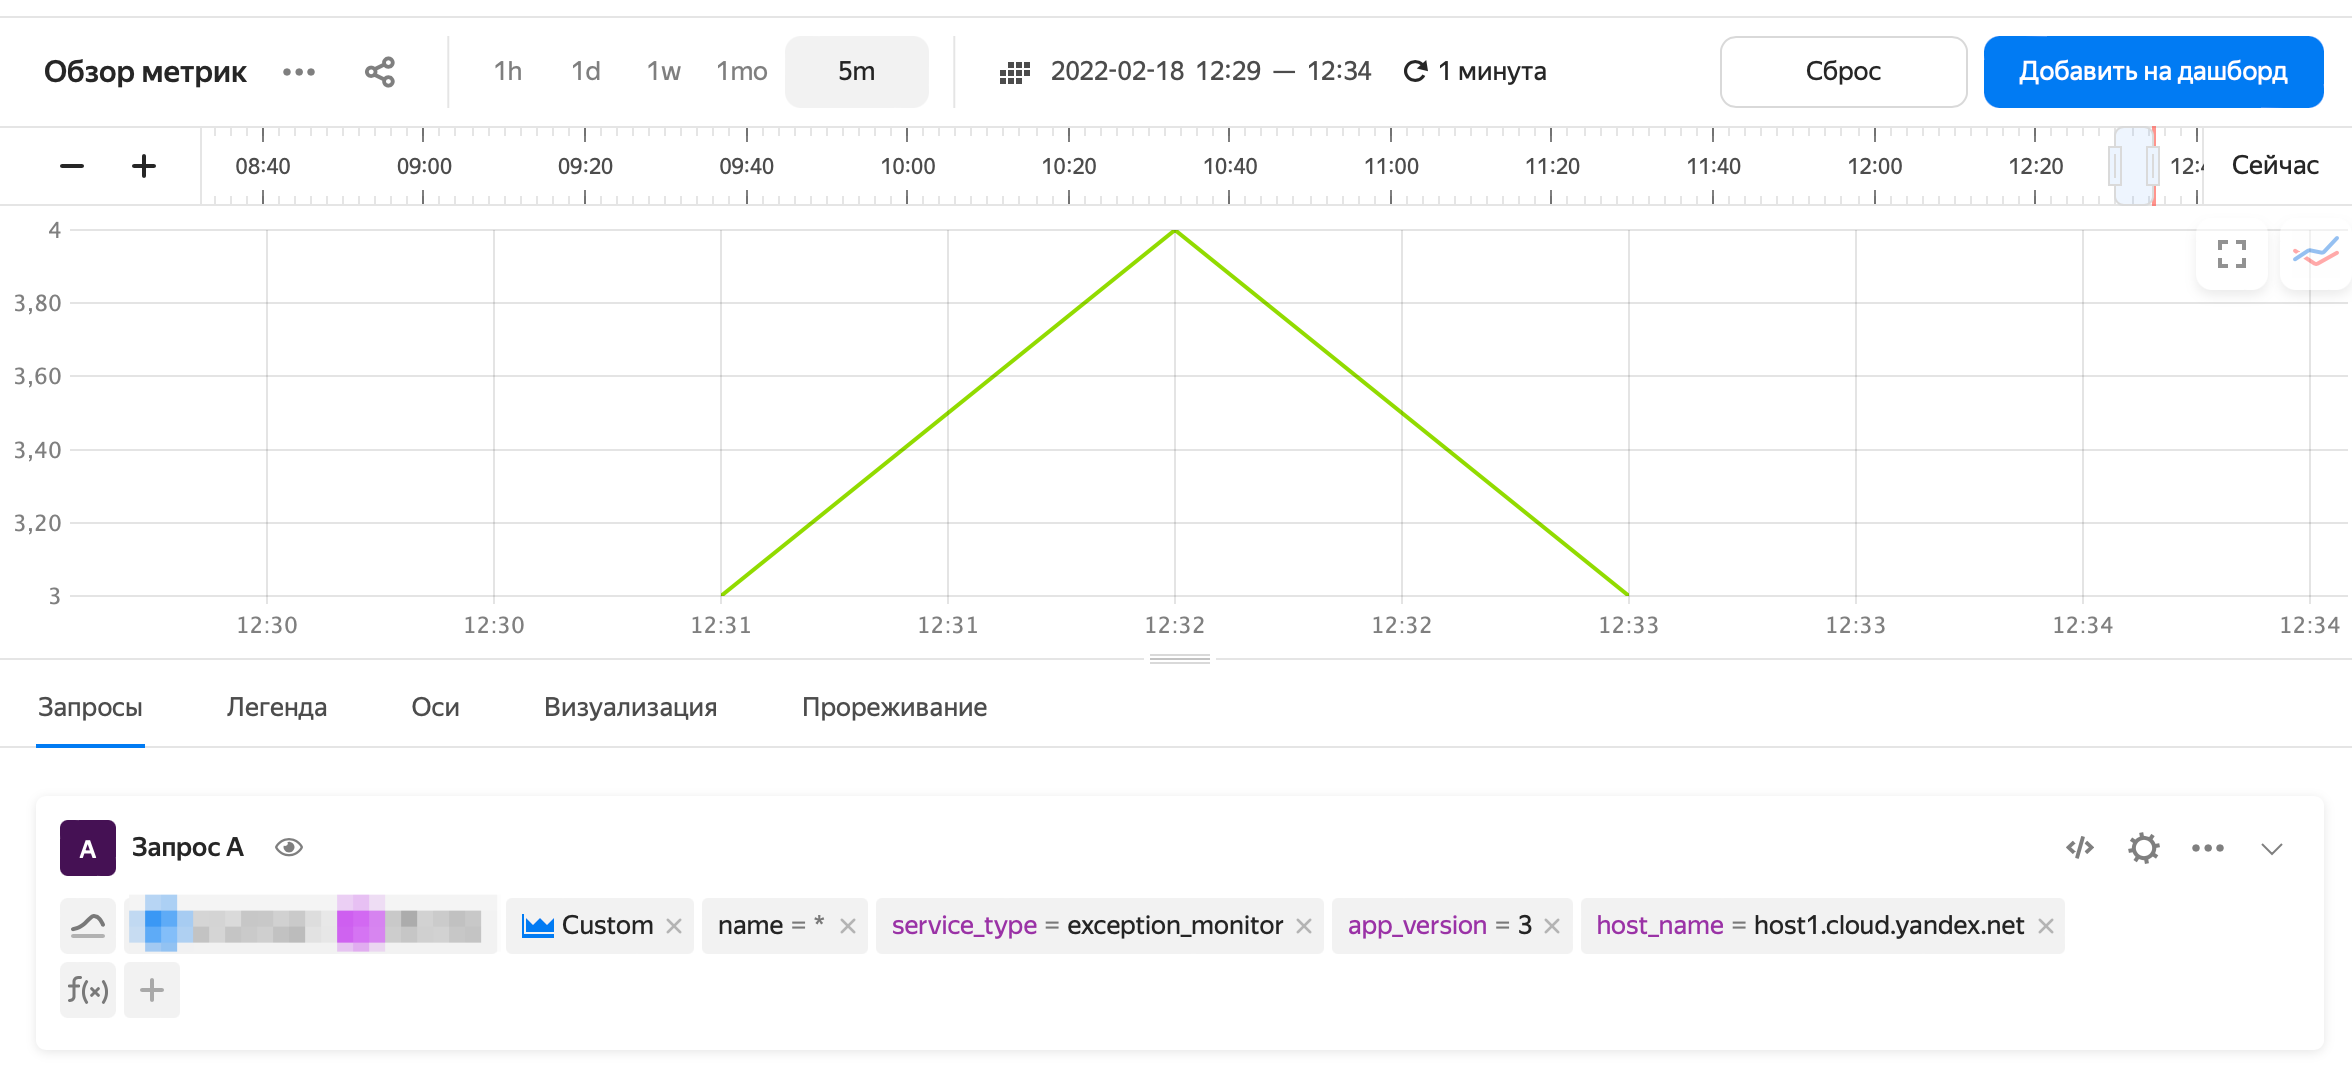 Обзор метрик 1h 1d 1w 1mo 5m 2022-02-18 12:29 — 12:34 1 минута Сброс Добавить на дашборд
− + 08:40 09:00 09:20 09:40 10:00 10:20 10:40 11:00 11:20 11:40 12:00 12:20 Сейчас
4
3,80
3,60
3,40
3,20
3
12:30 12:30 12:31 12:31 12:32 12:32 12:33 12:33 12:34 12:34
Запросы Легенда Оси Визуализация Прореживание
A Запрос A
Custom name = * service_type = exception_monitor app_version = 3 host_name = host1.cloud.yandex.net
f(x) +